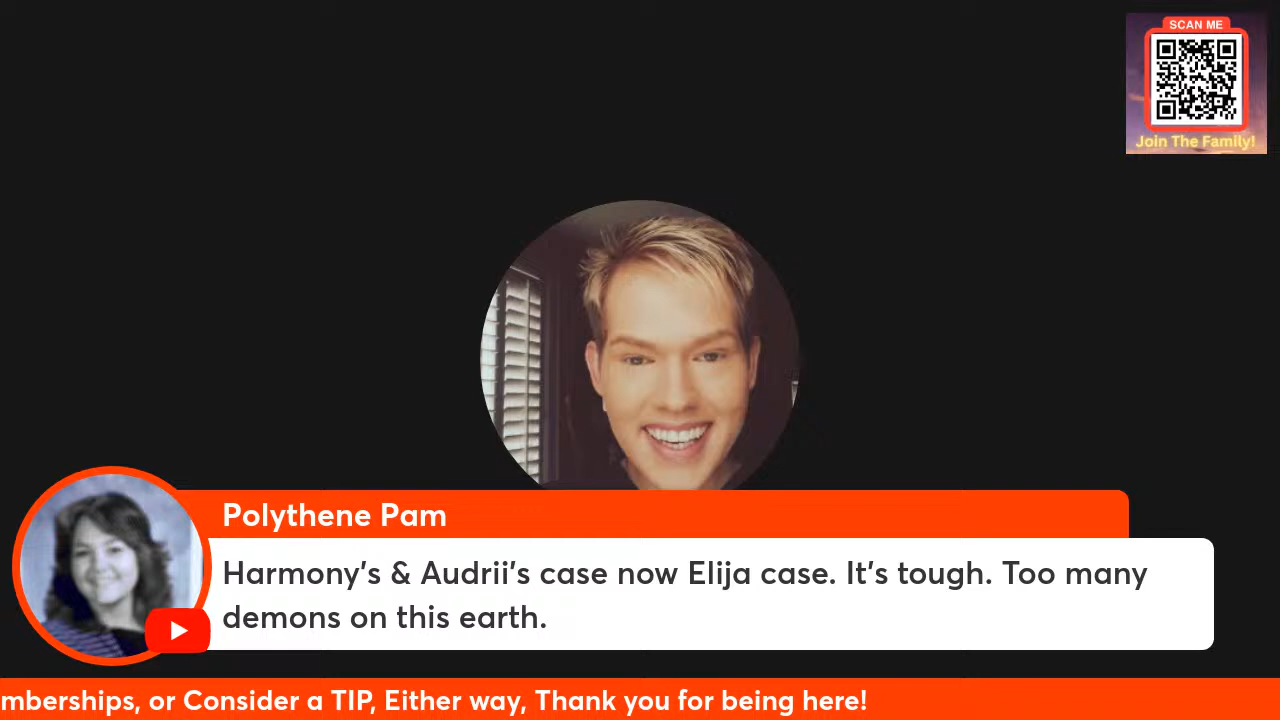 SCAN ME
Join The Family!
Polythene Pam
Harmony's & Audrii's case now Elija case. It's tough. Too many
demons on this earth.
mberships, or Consider a TIP, Either way, Thank you for being here!